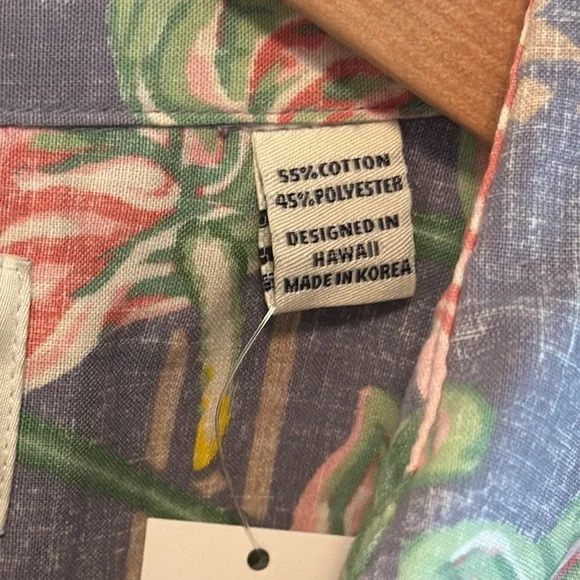 55% COTTON
45% POLYESTER
DESIGNED IN
HAWAII
MADE IN KOREA